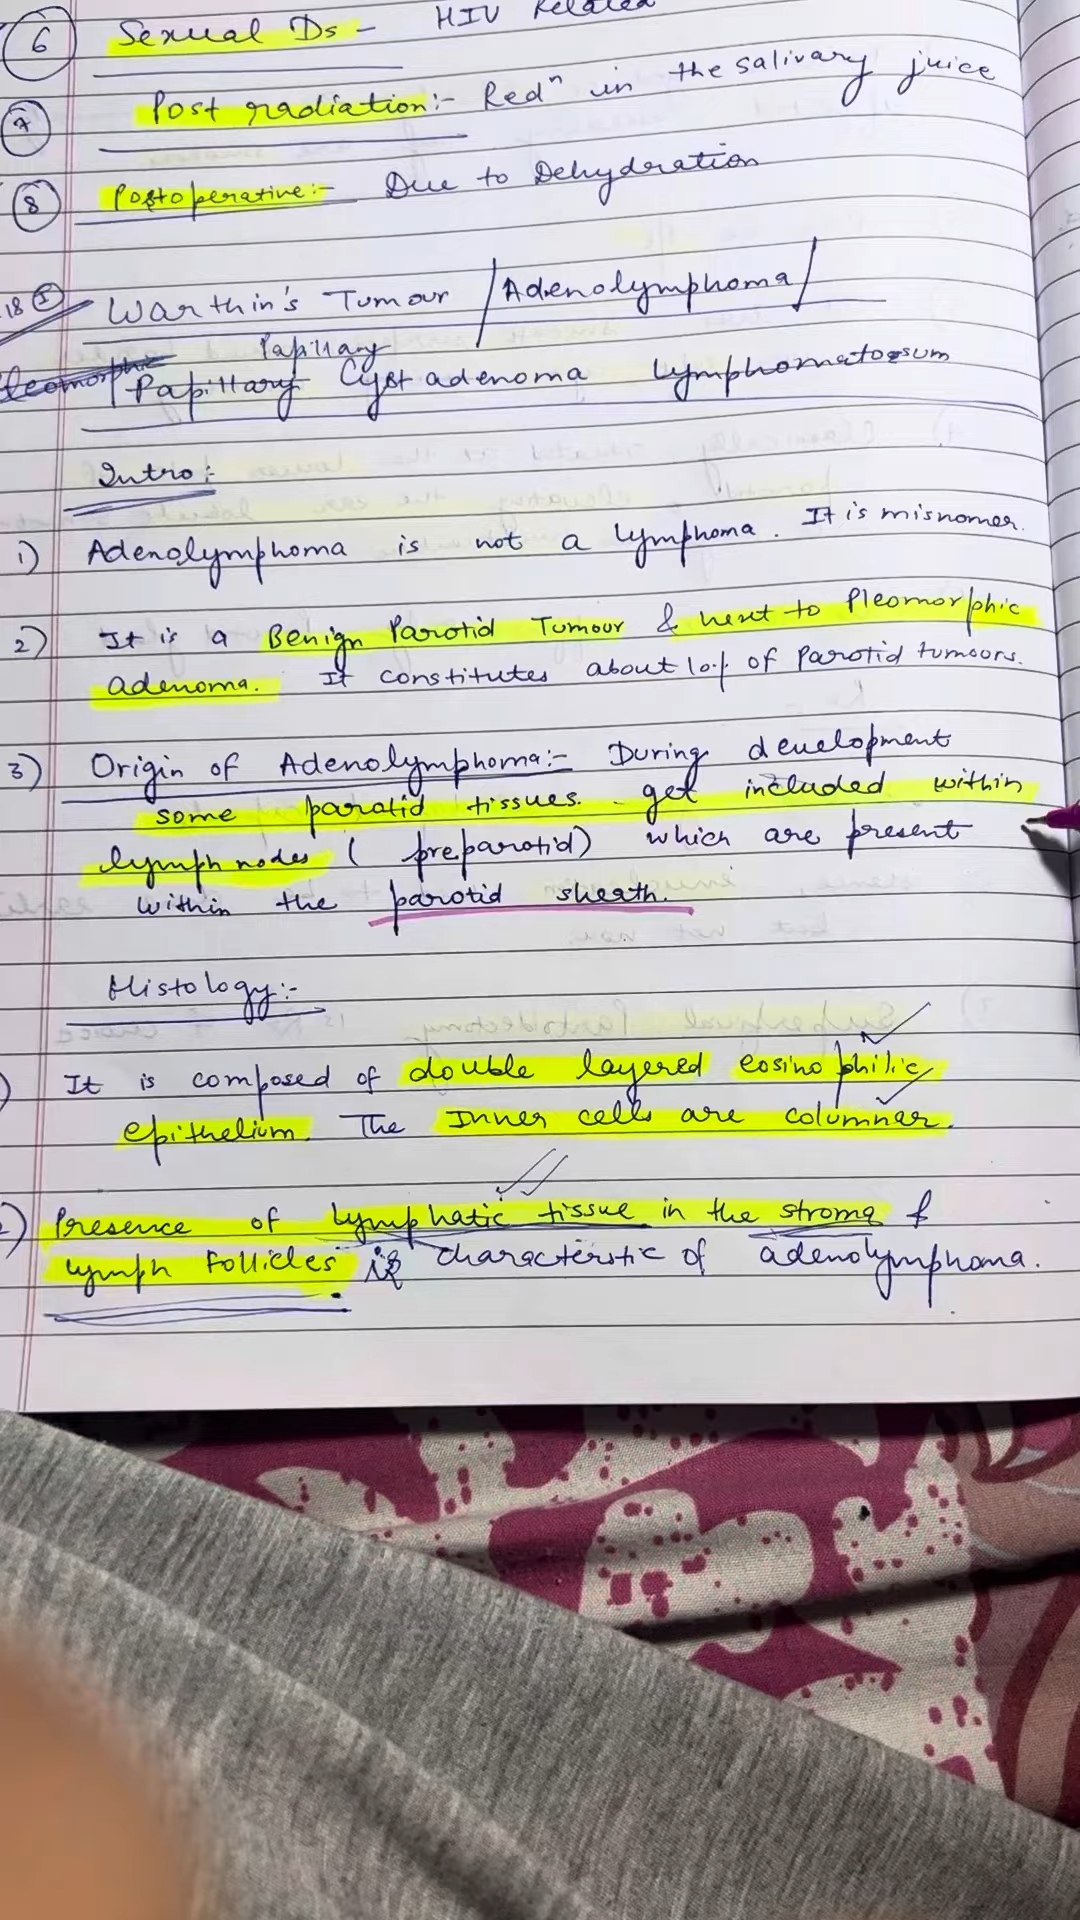 6 Sexual Ds - HIV Related
7 Post radiation:- Redⁿ in the salivary juice
8 Postoperative:- Due to Dehydration
18 I Warthin's Tumour / Adenolymphoma /
Papillary
Papillary Cystadenoma lymphomatosum
Intro:
1) Adenolymphoma is not a lymphoma. It is misnomer.
2) It is a Benign Parotid Tumour & next to Pleomorphic
adenoma. It constitutes about 10% of Parotid tumours.
3) Origin of Adenolymphoma:- During development
some paratid tissues get included within
lymph nodes (preparotid) which are present
within the parotid sheath.
Histology:-
It is composed of double layered eosinophilic
epithelium. The Inner cells are columner.
Presence of lymphatic tissue in the stroma &
lymph follicles is characteristic of adenolymphoma.